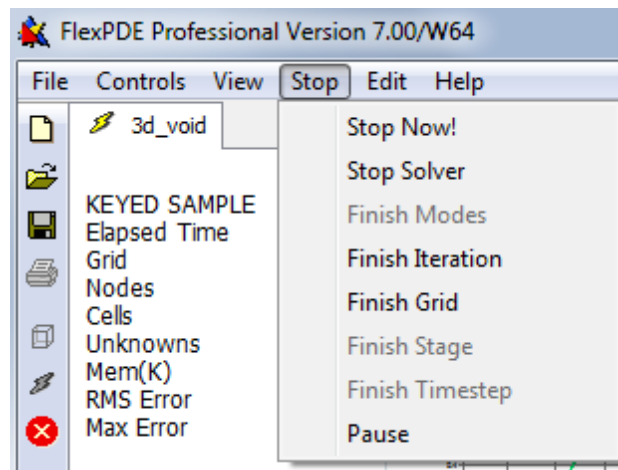 FlexPDE Professional Version 7.00/W64
File Controls View Stop Edit Help
3d_void
KEYED SAMPLE
Elapsed Time
Grid
Nodes
Cells
Unknowns
Mem(K)
RMS Error
Max Error
Stop Now!
Stop Solver
Finish Modes
Finish Iteration
Finish Grid
Finish Stage
Finish Timestep
Pause